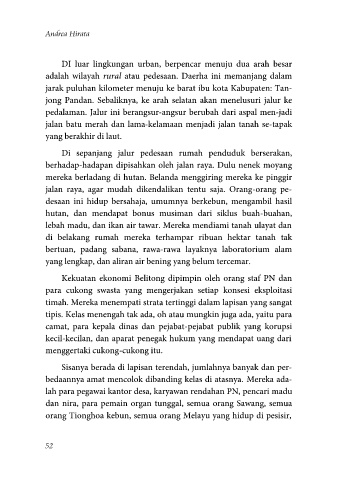 Andrea Hirata
DI luar lingkungan urban, berpencar menuju dua arah besar
adalah wilayah rural atau pedesaan. Daerha ini memanjang dalam
jarak puluhan kilometer menuju ke barat ibu kota Kabupaten: Tan-
jong Pandan. Sebaliknya, ke arah selatan akan menelusuri jalur ke
pedalaman. Jalur ini berangsur-angsur berubah dari aspal men-jadi
jalan batu merah dan lama-kelamaan menjadi jalan tanah se-tapak
yang berakhir di laut.
Di sepanjang jalur pedesaan rumah penduduk berserakan,
berhadap-hadapan dipisahkan oleh jalan raya. Dulu nenek moyang
mereka berladang di hutan. Belanda menggiring mereka ke pinggir
jalan raya, agar mudah dikendalikan tentu saja. Orang-orang pe-
desaan ini hidup bersahaja, umumnya berkebun, mengambil hasil
hutan, dan mendapat bonus musiman dari siklus buah-buahan,
lebah madu, dan ikan air tawar. Mereka mendiami tanah ulayat dan
di belakang rumah mereka terhampar ribuan hektar tanah tak
bertuan, padang sabana, rawa-rawa layaknya laboratorium alam
yang lengkap, dan aliran air bening yang belum tercemar.
Kekuatan ekonomi Belitong dipimpin oleh orang staf PN dan
para cukong swasta yang mengerjakan setiap konsesi eksploitasi
timah. Mereka menempati strata tertinggi dalam lapisan yang sangat
tipis. Kelas menengah tak ada, oh atau mungkin juga ada, yaitu para
camat, para kepala dinas dan pejabat-pejabat publik yang korupsi
kecil-kecilan, dan aparat penegak hukum yang mendapat uang dari
menggertaki cukong-cukong itu.
Sisanya berada di lapisan terendah, jumlahnya banyak dan per-
bedaannya amat mencolok dibanding kelas di atasnya. Mereka ada-
lah para pegawai kantor desa, karyawan rendahan PN, pencari madu
dan nira, para pemain organ tunggal, semua orang Sawang, semua
orang Tionghoa kebun, semua orang Melayu yang hidup di pesisir,
52